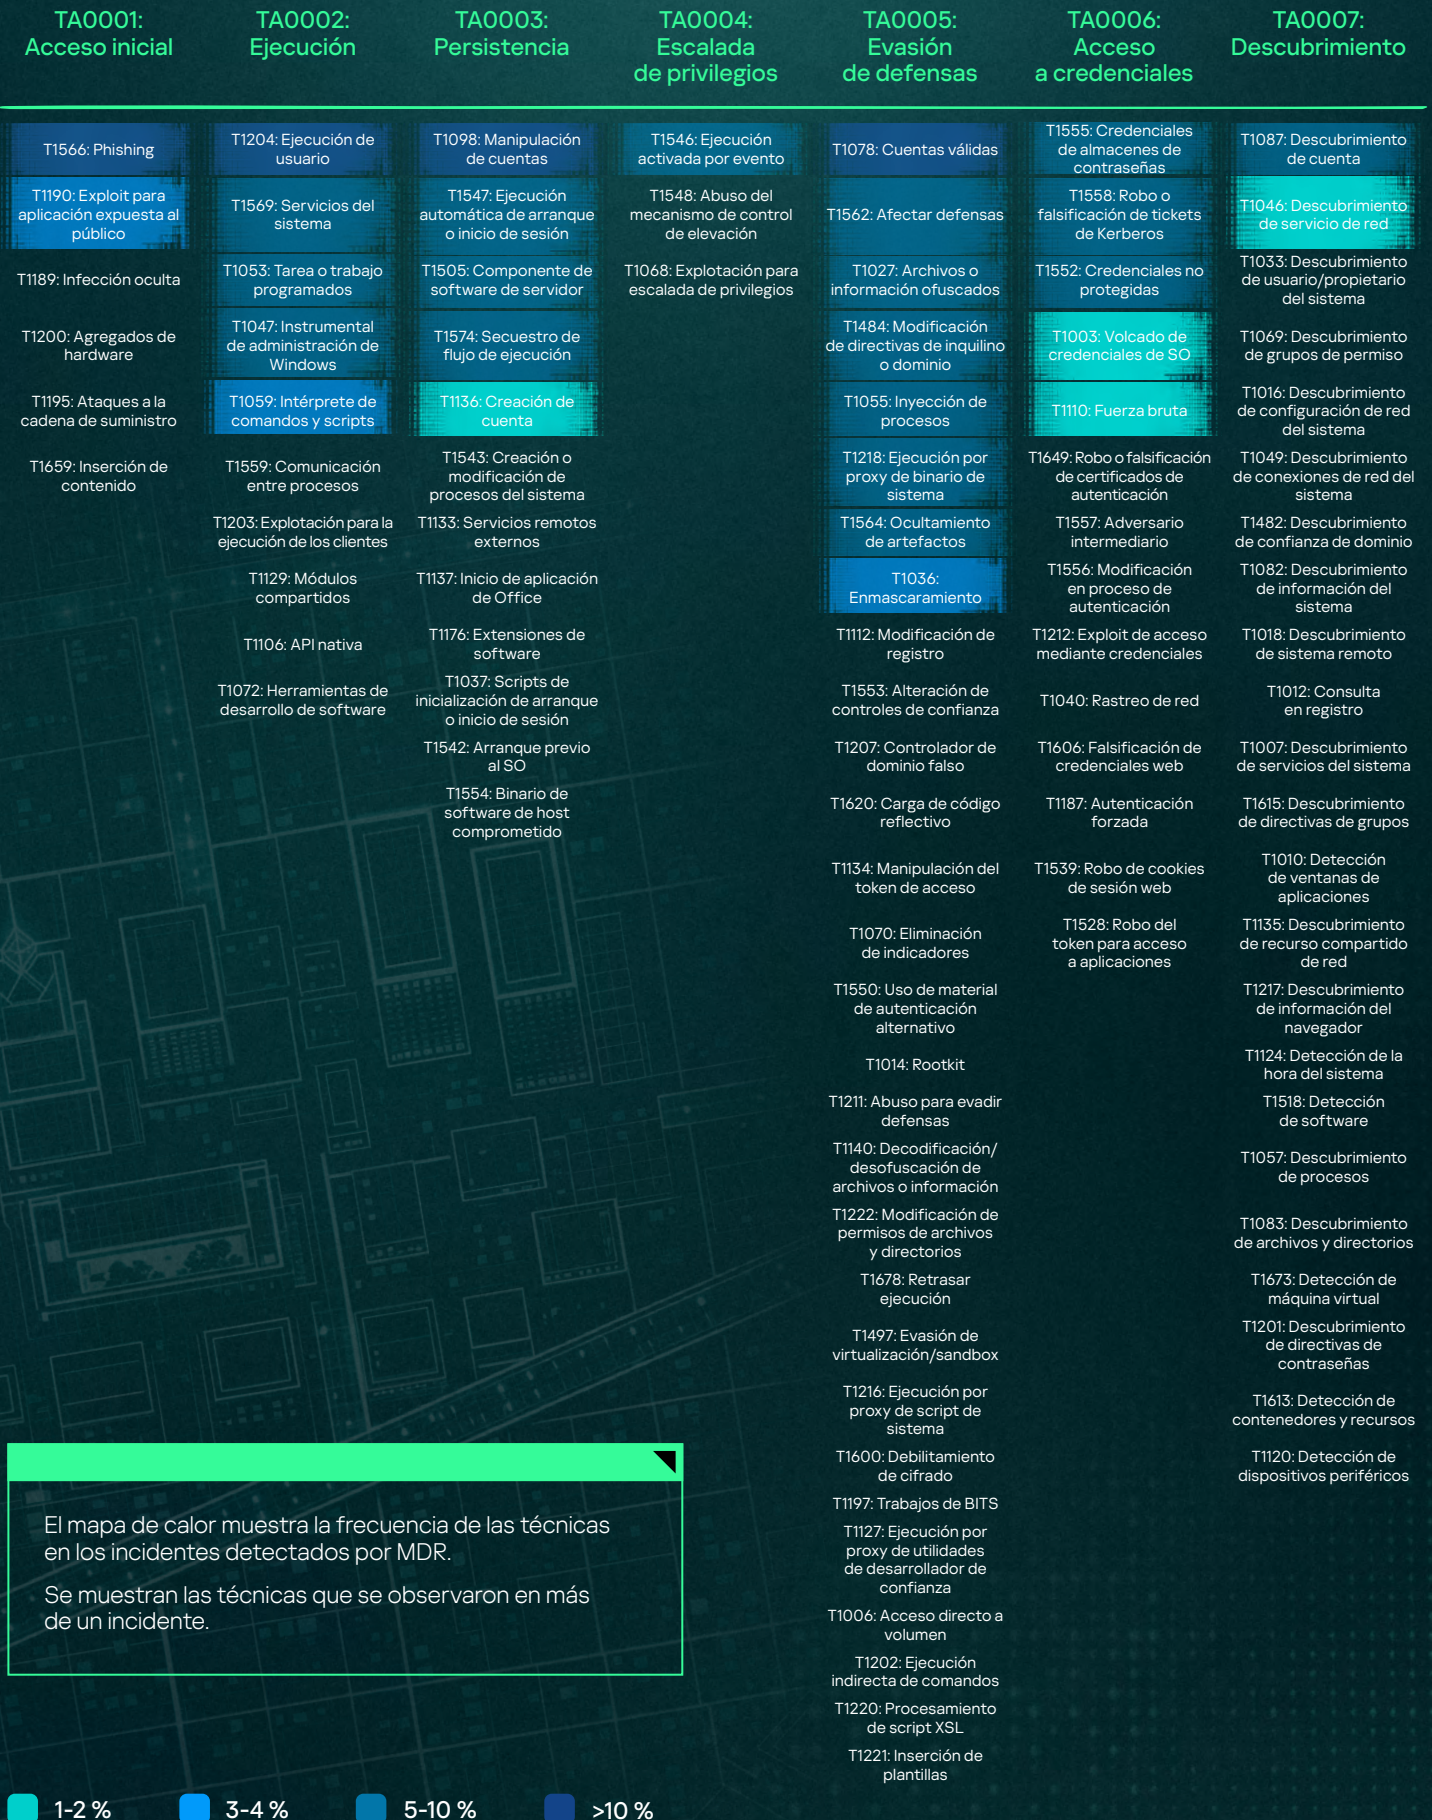 TA0001:
Acceso inicial
T1566: Phishing
T1190: Exploit para
aplicación expuesta al
público
T1189: Infección oculta
T1200: Agregados de
hardware
T1195: Ataques a la
cadena de suministro
T1659: Inserción de
contenido
TA0002:
Ejecución
T1204: Ejecución de
usuario
T1569: Servicios del
sistema
T1053: Tarea o trabajo
programados
T1047: Instrumental
de administración de
Windows
T1059: Intérprete de
comandos y scripts
T1559: Comunicación
entre procesos
T1203: Explotación para la
ejecución de los clientes
T1129: Módulos
compartidos
T1106: API nativa
T1072: Herramientas de
desarrollo de software
TA0003:
Persistencia
T1098: Manipulación
de cuentas
T1547: Ejecución
automática de arranque
o inicio de sesión
T1505: Componente de
software de servidor
T1574: Secuestro de
flujo de ejecución
T1136: Creación de
cuenta
T1543: Creación o
modificación de
procesos del sistema
T1133: Servicios remotos
externos
T1137: Inicio de aplicación
de Office
T1176: Extensiones de
software
T1037: Scripts de
inicialización de arranque
o inicio de sesión
T1542: Arranque previo
al SO
T1554: Binario de
software de host
comprometido
TA0004:
Escalada
de privilegios
T1546: Ejecución
activada por evento
T1548: Abuso del
mecanismo de control
de elevación
T1068: Explotación para
escalada de privilegios
TA0005:
Evasión
de defensas
T1078: Cuentas válidas
T1562: Afectar defensas
T1027: Archivos o
información ofuscados
T1484: Modificación
de directivas de inquilino
o dominio
T1055: Inyección de
procesos
T1218: Ejecución por
proxy de binario de
sistema
T1564: Ocultamiento
de artefactos
T1036:
Enmascaramiento
T1112: Modificación de
registro
T1553: Alteración de
controles de confianza
T1207: Controlador de
dominio falso
T1620: Carga de código
reflectivo
T1134: Manipulación del
token de acceso
T1070: Eliminación
de indicadores
T1550: Uso de material
de autenticación
alternativo
T1014: Rootkit
T1211: Abuso para evadir
defensas
T1140: Decodificación/
desofuscación de
archivos o información
T1222: Modificación de
permisos de archivos
y directorios
T1678: Retrasar
ejecución
T1497: Evasión de
virtualización/sandbox
T1216: Ejecución por
proxy de script de
sistema
T1600: Debilitamiento
de cifrado
T1197: Trabajos de BITS
T1127: Ejecución por
proxy de utilidades
de desarrollador de
confianza
T1006: Acceso directo a
volumen
T1202: Ejecución
indirecta de comandos
T1220: Procesamiento
de script XSL
T1221: Inserción de
plantillas
TA0006:
Acceso
a credenciales
T1555: Credenciales
de almacenes de
contraseñas
T1558: Robo o
falsificación de tickets
de Kerberos
T1552: Credenciales no
protegidas
T1003: Volcado de
credenciales de SO
T1110: Fuerza bruta
T1649: Robo o falsificación
de certificados de
autenticación
T1557: Adversario
intermediario
T1556: Modificación
en proceso de
autenticación
T1212: Exploit de acceso
mediante credenciales
T1040: Rastreo de red
T1606: Falsificación de
credenciales web
T1187: Autenticación
forzada
T1539: Robo de cookies
de sesión web
T1528: Robo del
token para acceso
a aplicaciones
TA0007:
Descubrimiento
T1087: Descubrimiento
de cuenta
T1046: Descubrimiento
de servicio de red
T1033: Descubrimiento
de usuario/propietario
del sistema
T1069: Descubrimiento
de grupos de permiso
T1016: Descubrimiento
de configuración de red
del sistema
T1049: Descubrimiento
de conexiones de red del
sistema
T1482: Descubrimiento
de confianza de dominio
T1082: Descubrimiento
de información del
sistema
T1018: Descubrimiento
de sistema remoto
T1012: Consulta
en registro
T1007: Descubrimiento
de servicios del sistema
T1615: Descubrimiento
de directivas de grupos
T1010: Detección
de ventanas de
aplicaciones
T1135: Descubrimiento
de recurso compartido
de red
T1217: Descubrimiento
de información del
navegador
T1124: Detección de la
hora del sistema
T1518: Detección
de software
T1057: Descubrimiento
de procesos
T1083: Descubrimiento
de archivos y directorios
T1673: Detección de
máquina virtual
T1201: Descubrimiento
de directivas de
contraseñas
T1613: Detección de
contenedores y recursos
T1120: Detección de
dispositivos periféricos
El mapa de calor muestra la frecuencia de las técnicas
en los incidentes detectados por MDR.
Se muestran las técnicas que se observaron en más
de un incidente.
1-2 %
3-4 %
5-10 %
>10 %